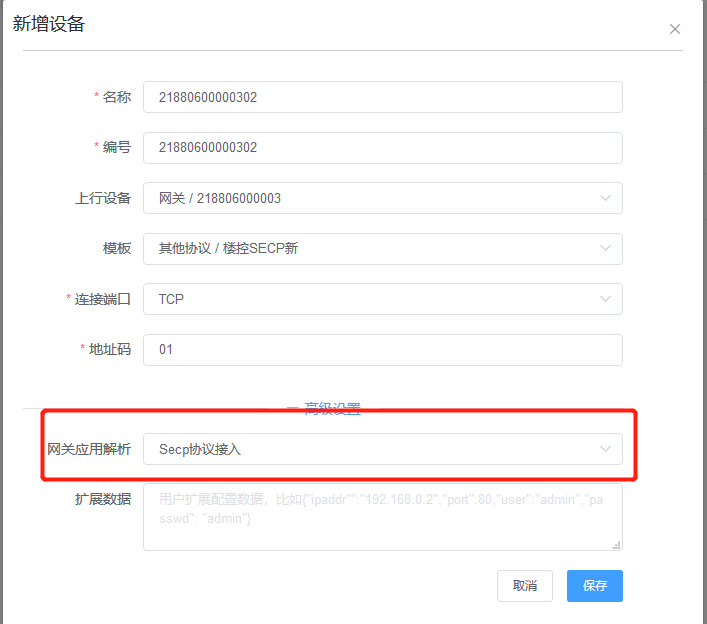 新增设备
* 名称 21880600000302
* 编号 21880600000302
上行设备 网关 / 218806000003
模板 其他协议 / 楼控SECP新
* 连接端口 TCP
* 地址码 01
高级设置
网关应用解析 Secp协议接入
扩展数据 用户扩展配置数据，比如{"ipaddr"":"192.168.0.2","port":80,"user":"admin","pa
sswd": "admin"}
取消 保存